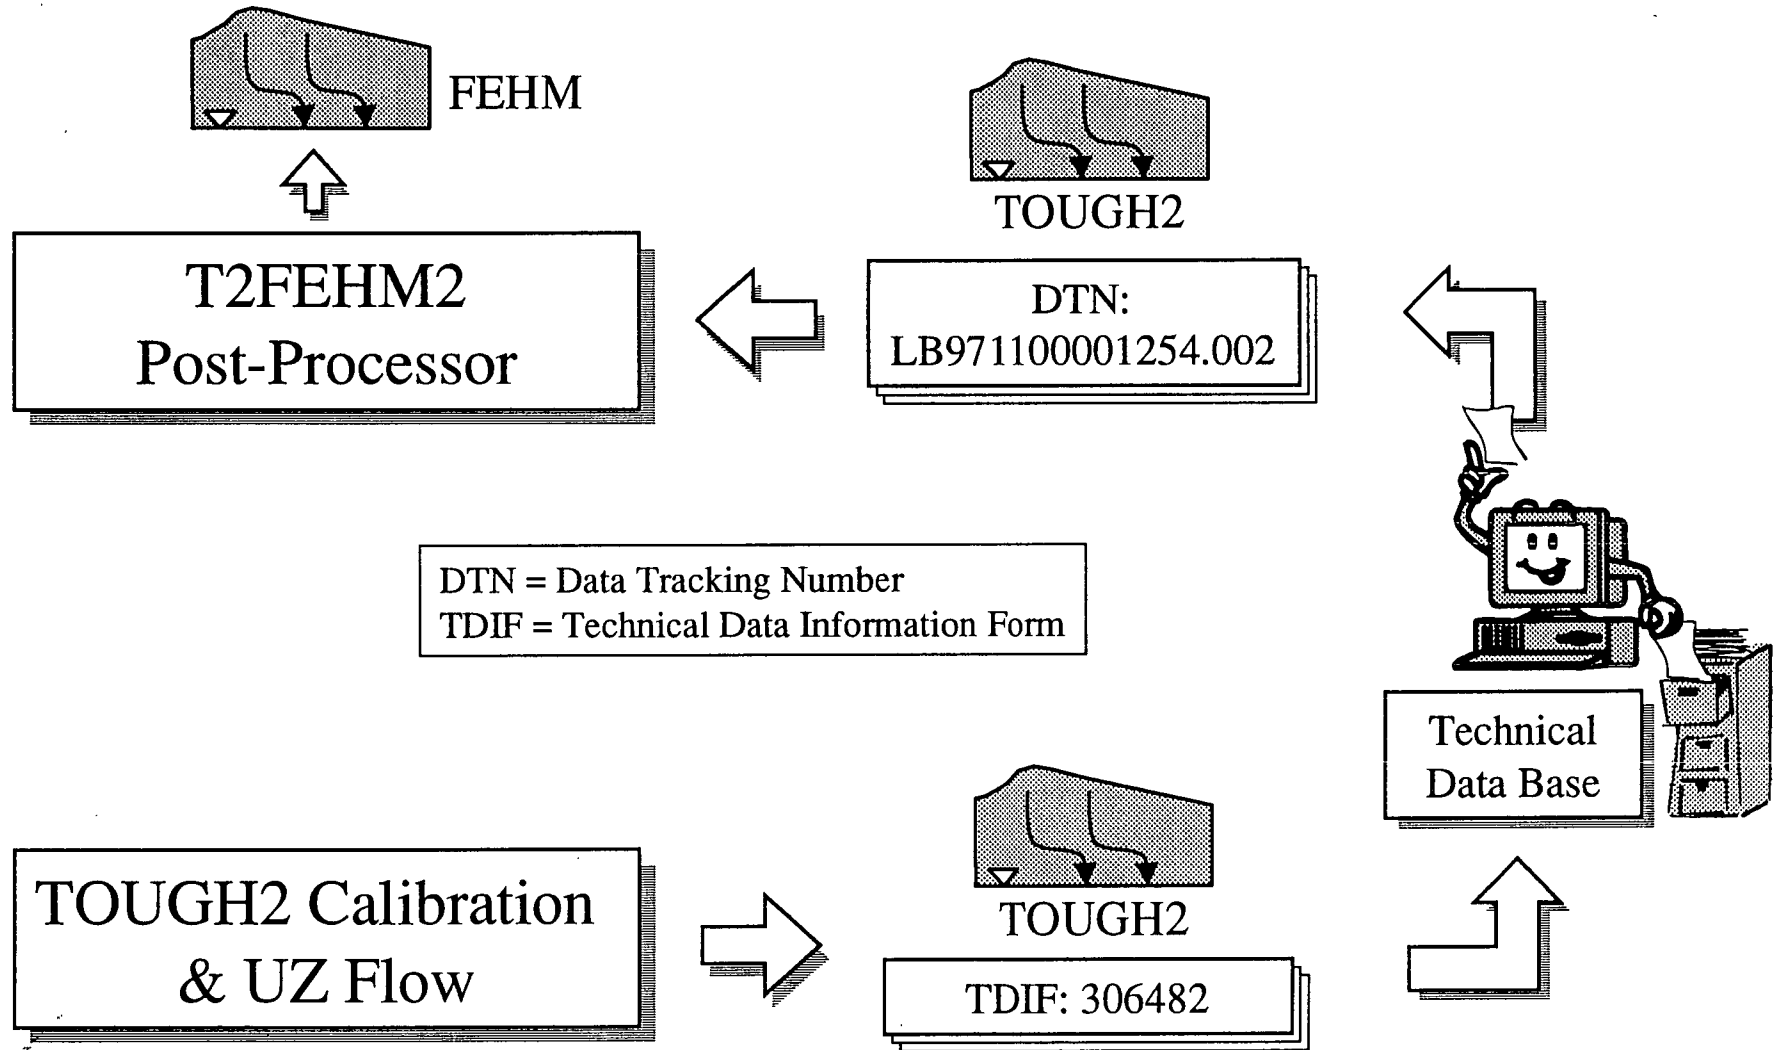 FEHM
TOUGH2
T2FEHM2
Post-Processor
DTN:
LB971100001254.002
DTN = Data Tracking Number
TDIF = Technical Data Information Form
Technical
Data Base
TOUGH2
TOUGH2 Calibration
& UZ Flow
TDIF: 306482